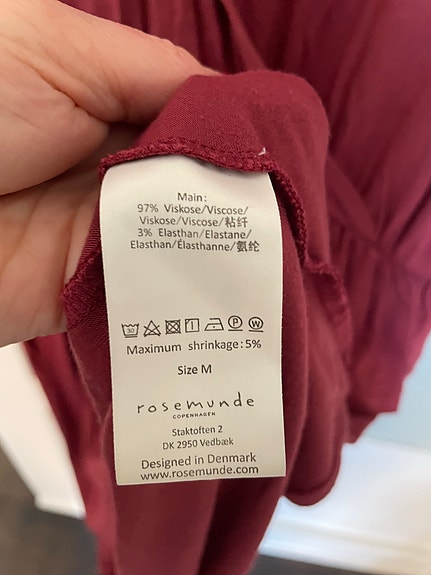 Main:
97% Viskose/Viscose/
Viskose/Viscose/粘纤
3% Elasthan/Elastane/
Elasthan/Élasthanne/氨纶
30 P W
Maximum shrinkage: 5%
Size M
rosemunde
COPENHAGEN
Staktoften 2
DK 2950 Vedbæk
Designed in Denmark
www.rosemunde.com